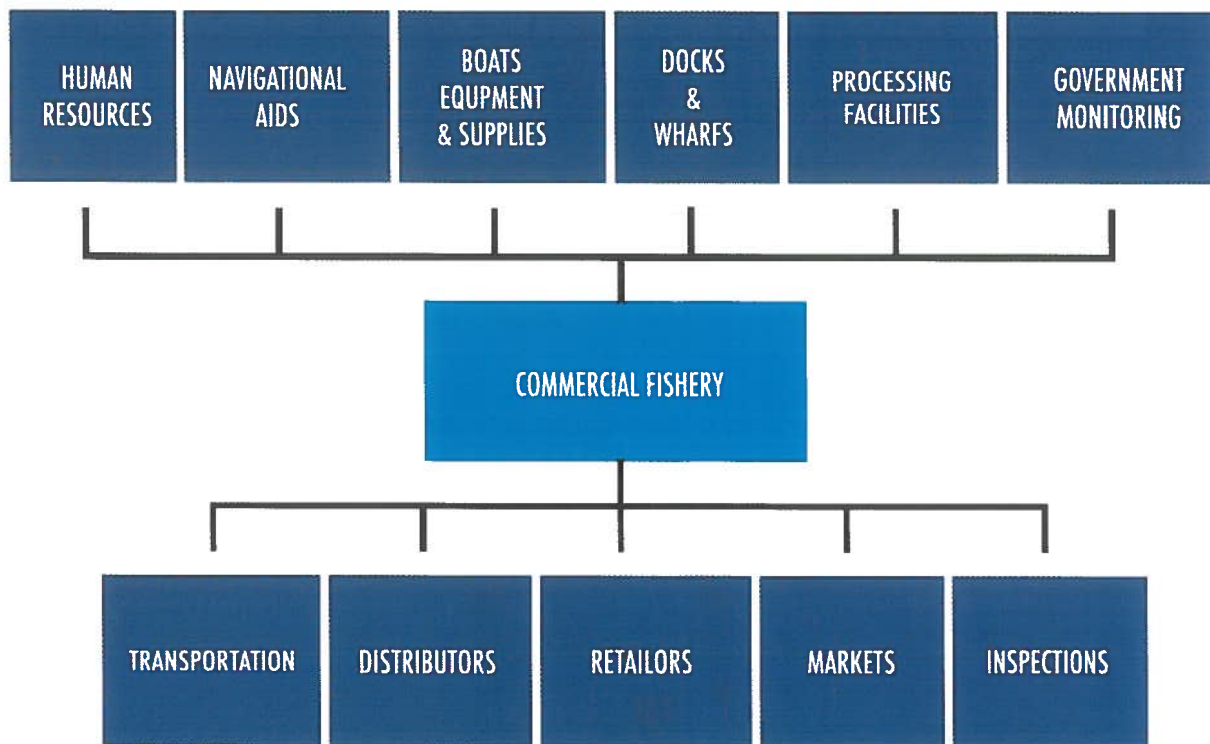 HUMAN
RESOURCES
NAVIGATIONAL
AIDS
BOATS
EQUPMENT
& SUPPLIES
DOCKS
&
WHARFS
PROCESSING
FACILITIES
GOVERNMENT
MONITORING
COMMERCIAL FISHERY
TRANSPORTATION
DISTRIBUTORS
RETAILORS
MARKETS
INSPECTIONS